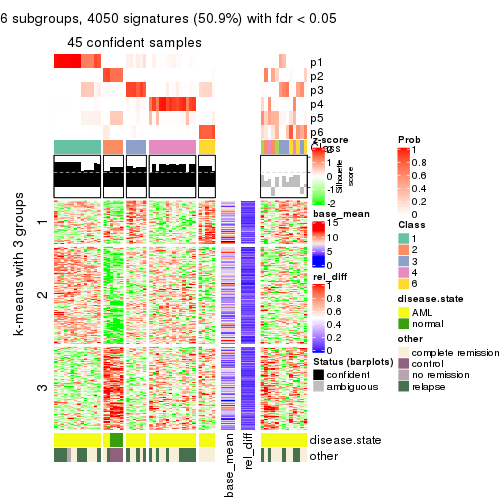 6 subgroups, 4050 signatures (50.9%) with fdr < 0.05
45 confident samples
p1
p2
p3
p4
p5
p6
Class
k-means with 3 groups
1
2
3
z-score
2
1
0
-1
-2
Silhouette
score
base_mean
15
10
5
0
rel_diff
1
0.8
0.6
0.4
0.2
0
Status (barplots)
confident
ambiguous
Prob
1
0.8
0.6
0.4
0.2
0
Class
1
2
3
4
6
disease.state
AML
normal
other
complete remission
control
no remission
relapse
disease.state
other
base_mean
rel_diff